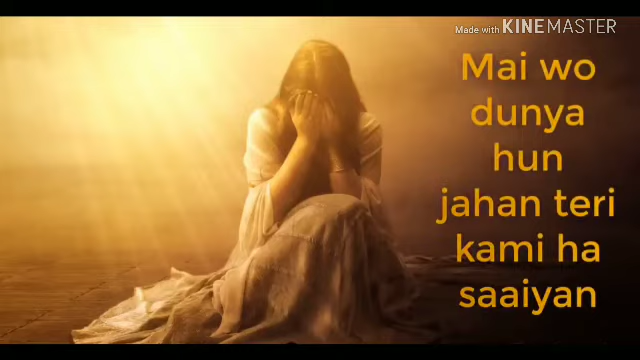 Made with KINEMASTER
Mai wo
dunya
hun
jahan teri
kami ha
saaiyan